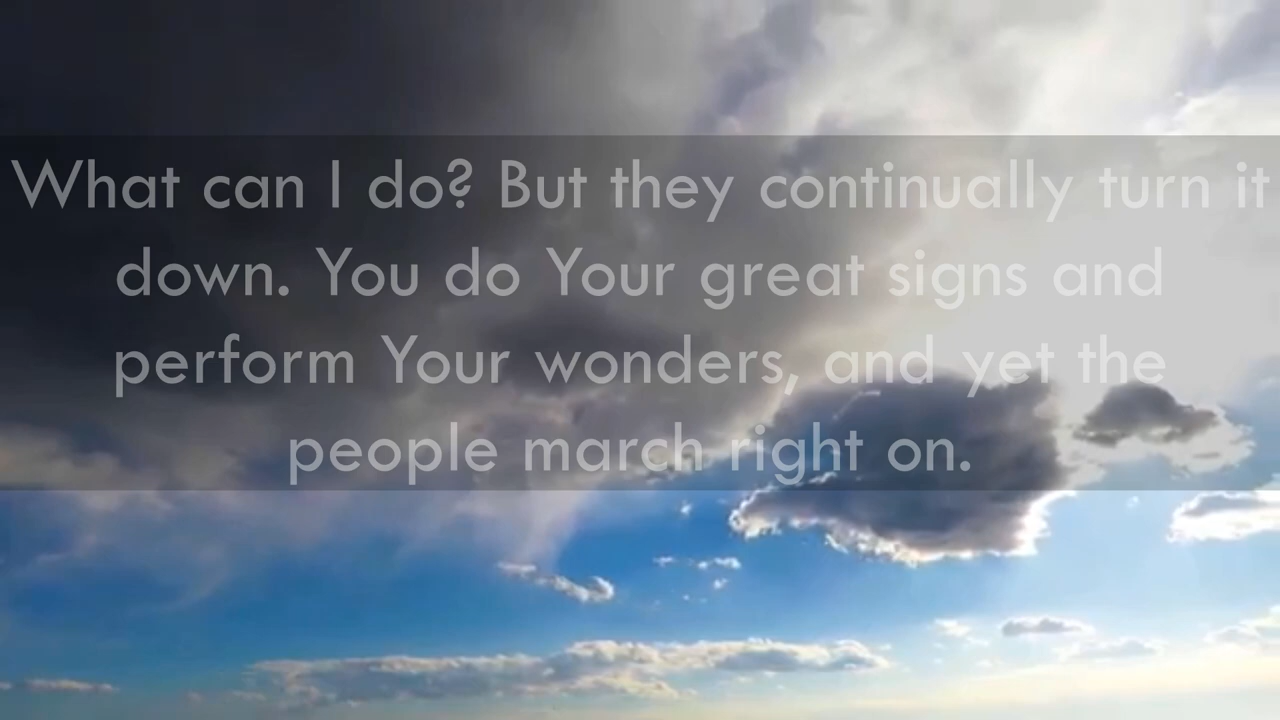 What can I do? But they continually turn it
down. You do Your great signs and
perform Your wonders, and yet the
people march right on.